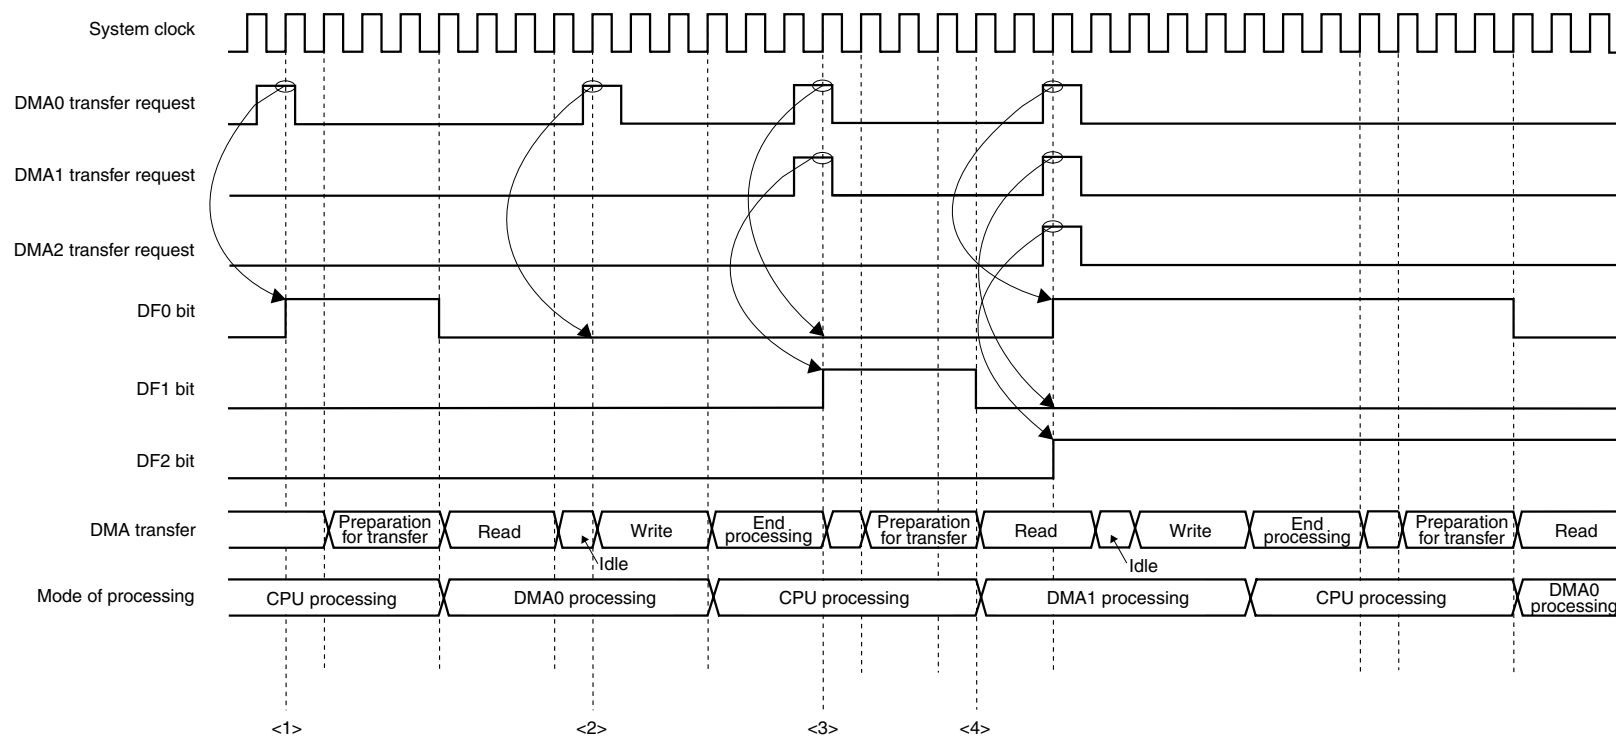 System clock
DMA0 transfer request
DMA1 transfer request
DMA2 transfer request
DF0 bit
DF1 bit
DF2 bit
DMA transfer
Preparation
for transfer
Read
Idle
Write
End
processing
Preparation
for transfer
Read
Idle
Write
End
processing
Preparation
for transfer
Read
Mode of processing
CPU processing
DMA0 processing
CPU processing
DMA1 processing
CPU processing
DMA0
processing
<1>
<2>
<3>
<4>